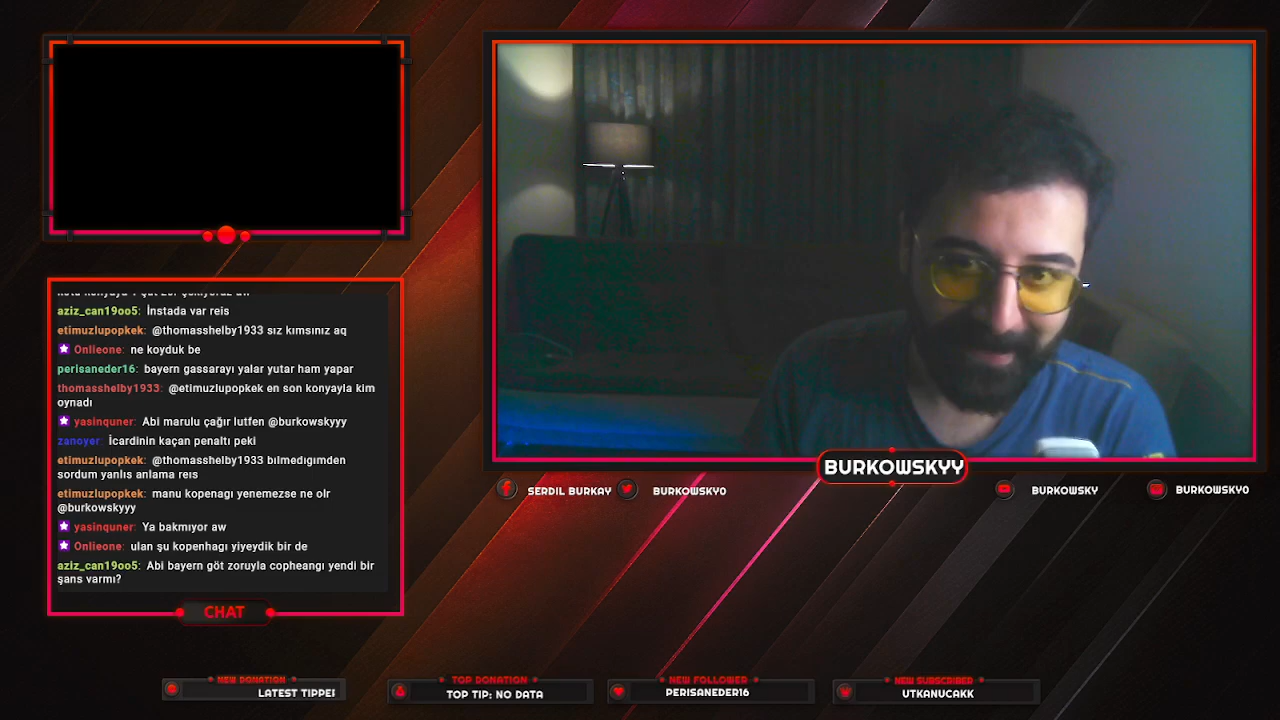 aziz_can19oo5: İnstada var reis
etimuzlupopkek: @thomasshelby1933 sız kımsınız aq
Onlieone: ne koyduk be
perisaneder16: bayern gassarayı yalar yutar ham yapar
thomasshelby1933: @etimuzlupopkek en son konyayla kim
oynadı
yasinquner: Abi marulu çağır lutfen @burkowskyyy
zanoyer: İcardinin kaçan penaltı peki
etimuzlupopkek: @thomasshelby1933 bılmedıgımden
sordum yanlıs anlama reıs
etimuzlupopkek: manu kopenagı yenemezse ne olr
@burkowskyyy
yasinquner: Ya bakmıyor aw
Onlieone: ulan şu kopenhagı yiyeydik bir de
aziz_can19oo5: Abi bayern göt zoruyla copheangı yendi bir
şans varmı?
CHAT
BURKOWSKYY
SERDIL BURKAY
BURKOWSKY0
BURKOWSKY
BURKOWSKY0
NEW DONATION
LATEST TIPPE
TOP DONATION
TOP TIP: NO DATA
NEW FOLLOWER
PERISANEDER16
NEW SUBSCRIBER
UTKANUCAKK